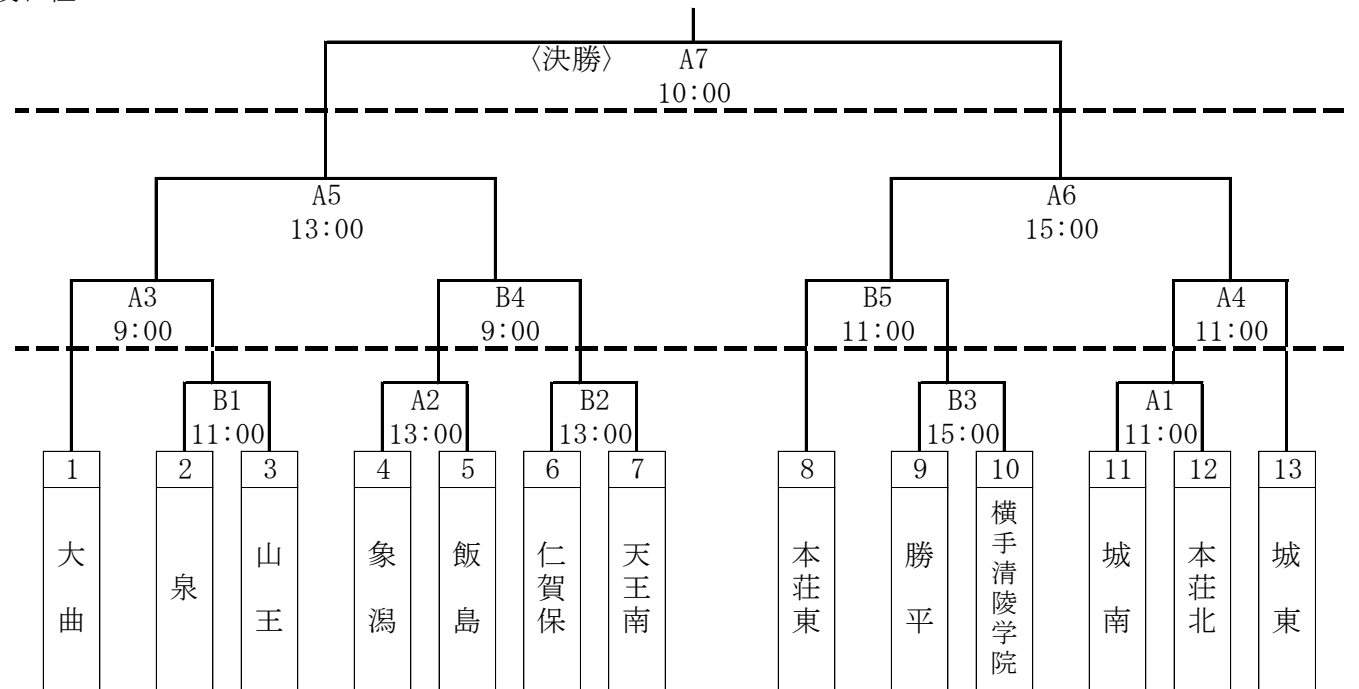 〈決勝〉 A7
10:00
A5
13:00
A6
15:00
A3
9:00
B4
9:00
B5
11:00
A4
11:00
B1
11:00
A2
13:00
B2
13:00
B3
15:00
A1
11:00
1 2 3 4 5 6 7 8 9 10 11 12 13
大曲
泉
山王
象潟
飯島
仁賀保
天王南
本荘東
勝平
横手清陵学院
城南
本荘北
城東